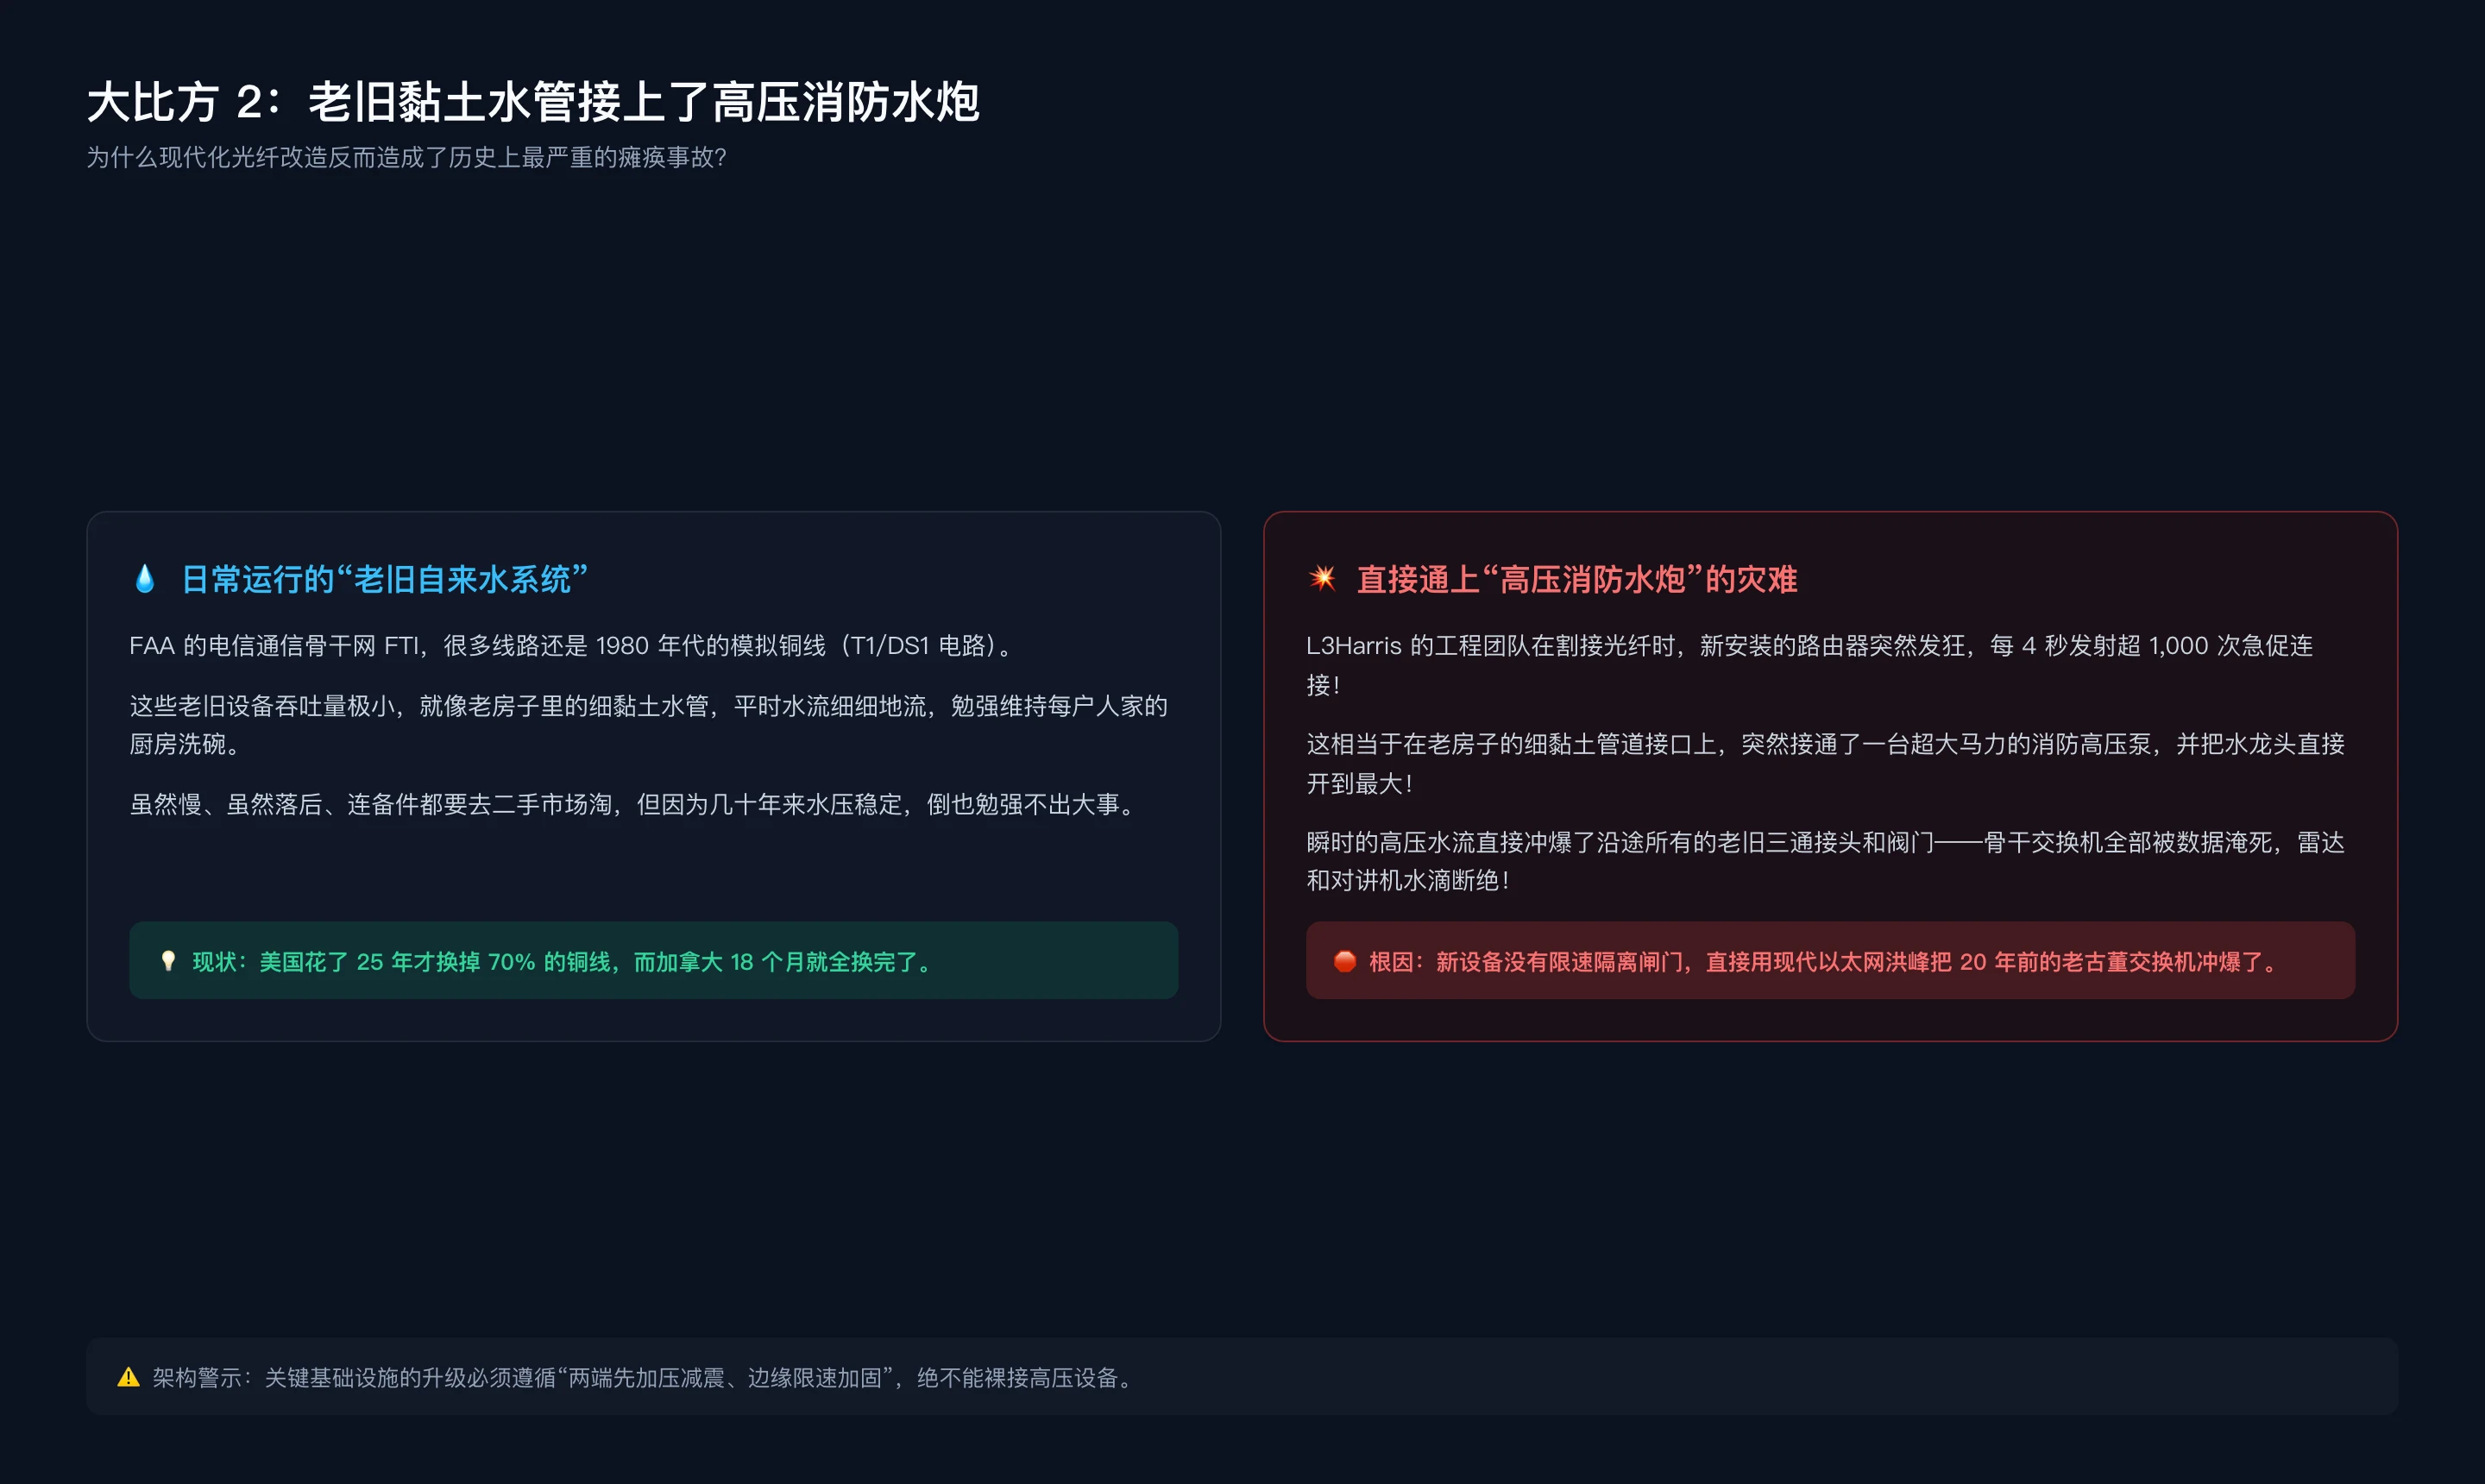 大比方 2：老旧黏土水管接上了高压消防水炮
为什么现代化光纤改造反而造成了历史上最严重的瘫痪事故？
💧 日常运行的“老旧自来水系统”
FAA 的电信通信骨干网 FTI，很多线路还是 1980 年代的模拟铜线（T1/DS1 电路）。
这些老旧设备吞吐量极小，就像老房子里的细黏土水管，平时水流细细地流，勉强维持每户人家的
厨房洗碗。
虽然慢、虽然落后、连备件都要去二手市场淘，但因为几十年来水压稳定，倒也勉强不出大事。
💡 现状：美国花了 25 年才换掉 70% 的铜线，而加拿大 18 个月就全换完了。
💥 直接通上“高压消防水炮”的灾难
L3Harris 的工程团队在割接光纤时，新安装的路由器突然发狂，每 4 秒发射超 1,000 次急促连
接！
这相当于在老房子的细黏土管道接口上，突然接通了一台超大马力的消防高压泵，并把水龙头直接
开到最大！
瞬时的高压水流直接冲爆了沿途所有的老旧三通接头和阀门——骨干交换机全部被数据淹死，雷达
和对讲机水滴断绝！
🛑 根因：新设备没有限速隔离闸门，直接用现代以太网洪峰把 20 年前的老古董交换机冲爆了。
⚠️ 架构警示：关键基础设施的升级必须遵循“两端先加压减震、边缘限速加固”，绝不能裸接高压设备。